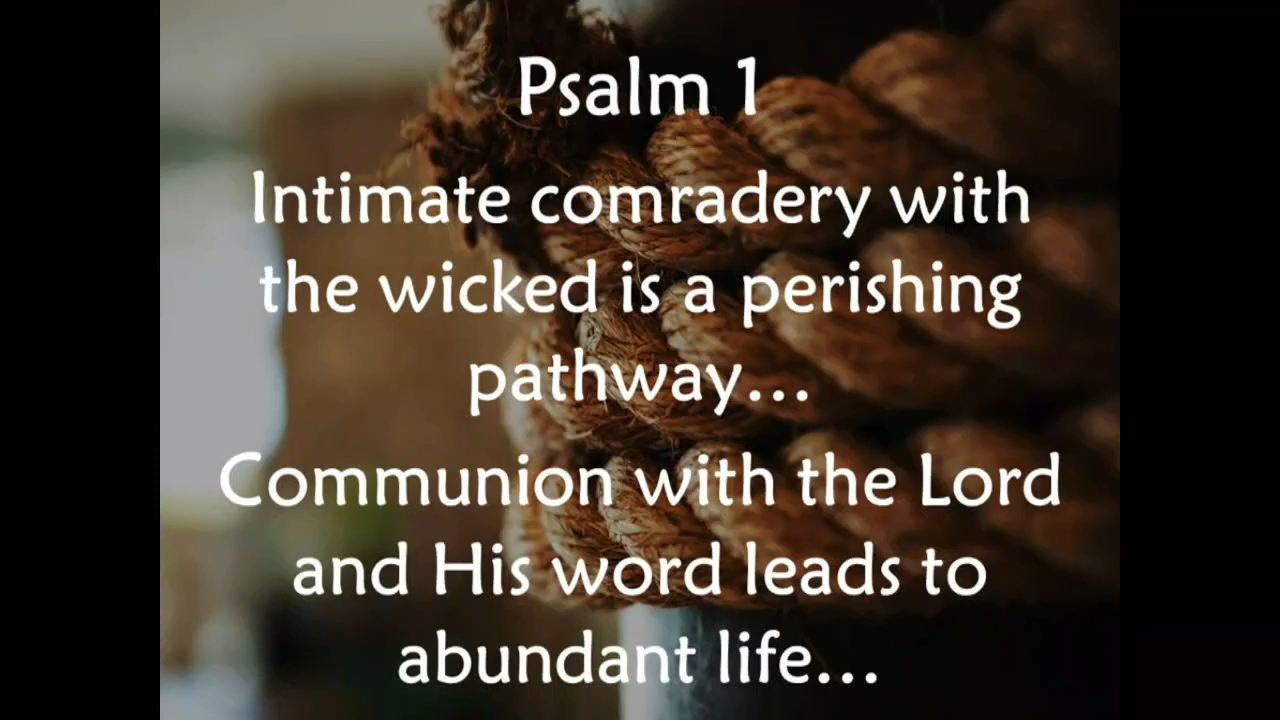 Psalm 1
Intimate comradery with
the wicked is a perishing
pathway...
Communion with the Lord
and His word leads to
abundant life...